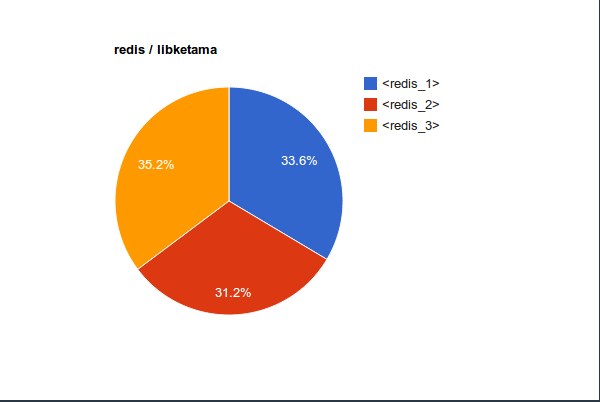 redis / libketama
<redis_1>
<redis_2>
<redis_3>
33.6%
35.2%
31.2%